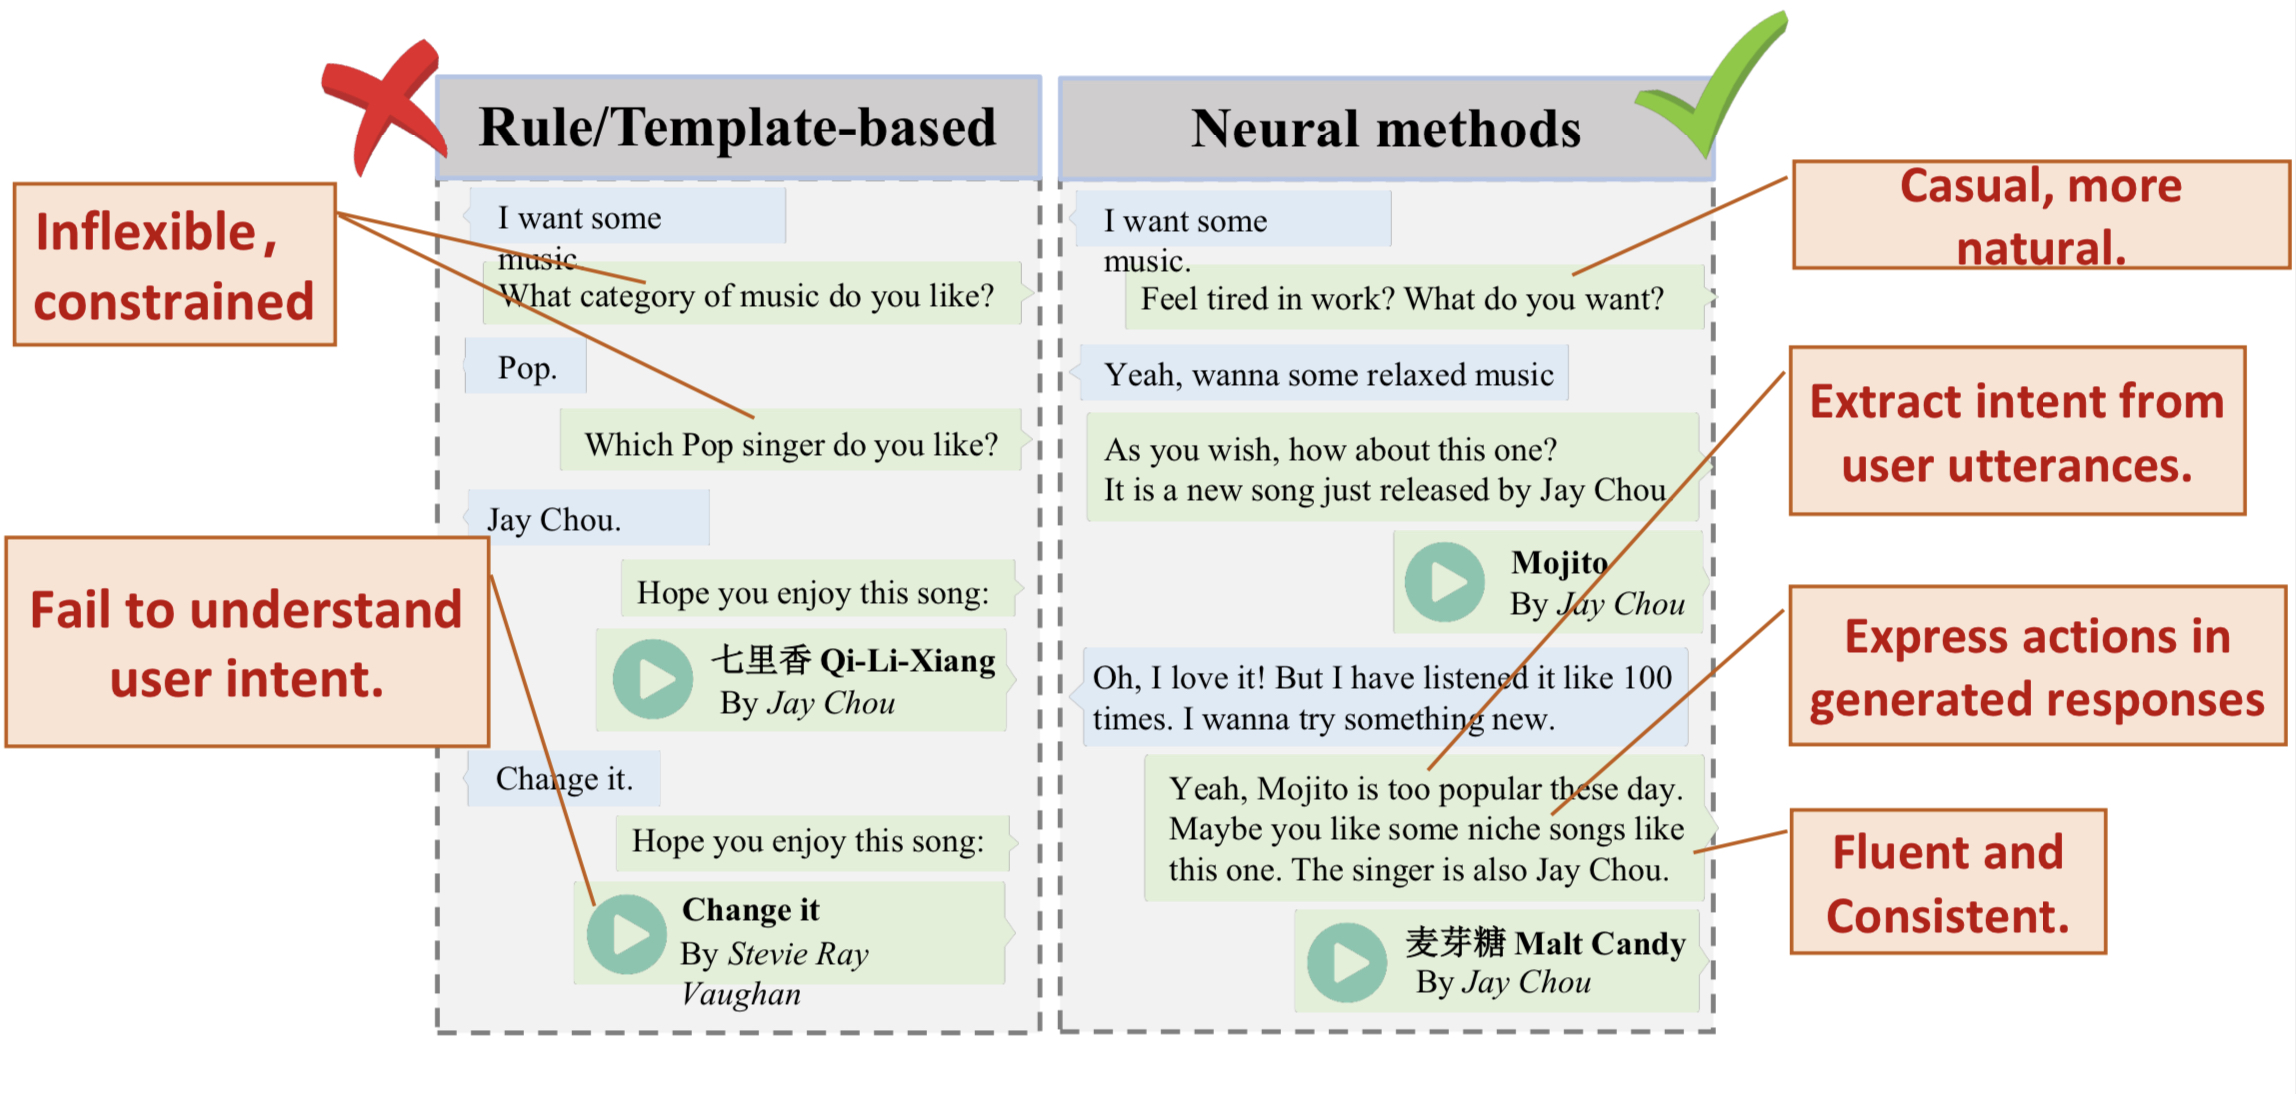 Rule/Template-based
Neural methods
Inflexible,
constrained
Fail to understand
user intent.
I want some
music.
What category of music do you like?
Pop.
Which Pop singer do you like?
Jay Chou.
Hope you enjoy this song:
七里香 Qi-Li-Xiang
By Jay Chou
Change it.
Hope you enjoy this song:
Change it
By Stevie Ray
Vaughan
I want some
music.
Feel tired in work? What do you want?
Yeah, wanna some relaxed music
As you wish, how about this one?
It is a new song just released by Jay Chou
Mojito
By Jay Chou
Oh, I love it! But I have listened it like 100
times. I wanna try something new.
Yeah, Mojito is too popular these day.
Maybe you like some niche songs like
this one. The singer is also Jay Chou.
麦芽糖 Malt Candy
By Jay Chou
Casual, more
natural.
Extract intent from
user utterances.
Express actions in
generated responses
Fluent and
Consistent.